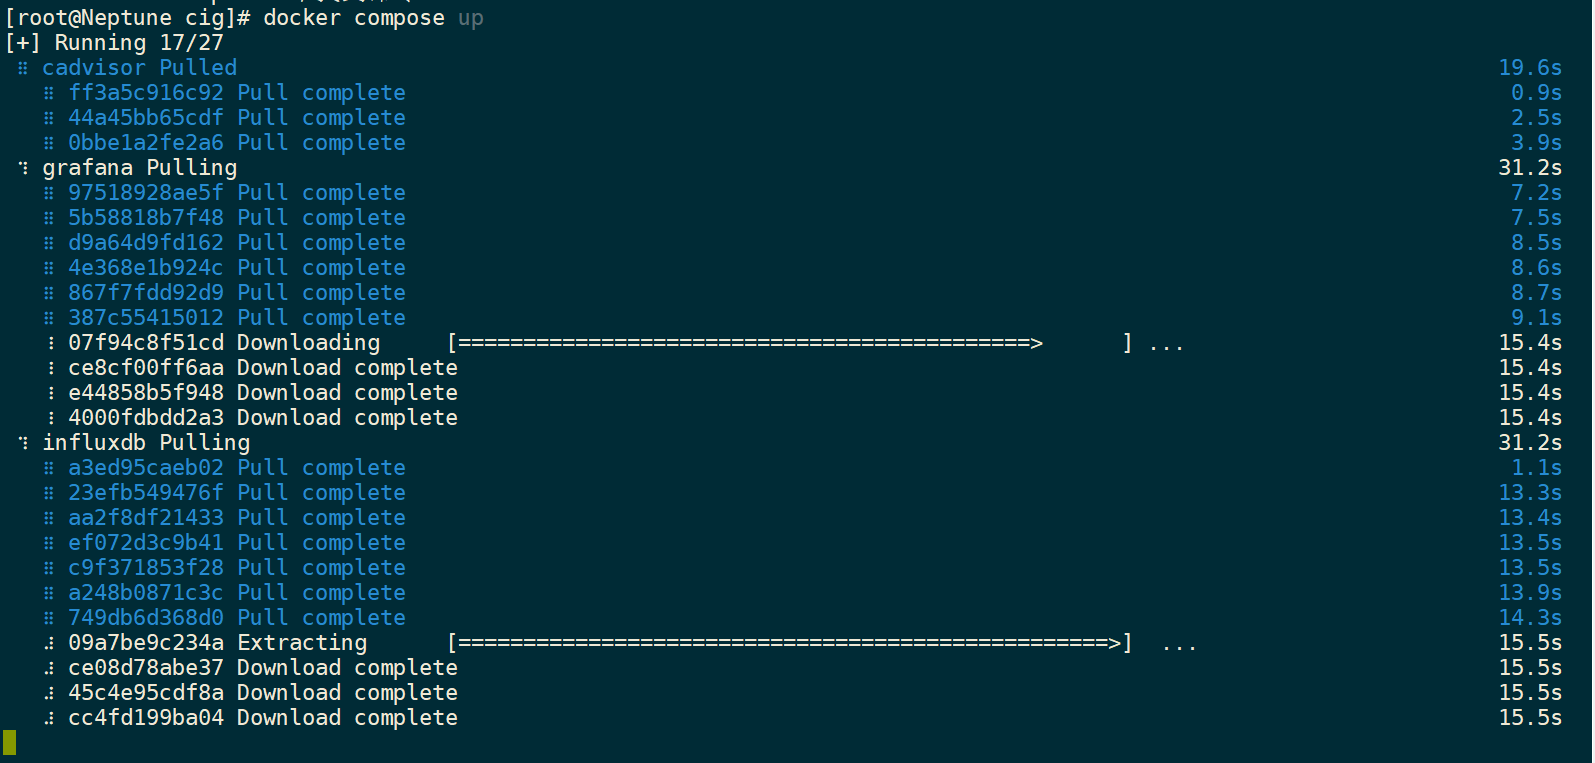 [root@Neptune cig]# docker compose up
[+] Running 17/27
⠿ cadvisor Pulled 19.6s
⠿ ff3a5c916c92 Pull complete 0.9s
⠿ 44a45bb65cdf Pull complete 2.5s
⠿ 0bbe1a2fe2a6 Pull complete 3.9s
⠹ grafana Pulling 31.2s
⠿ 97518928ae5f Pull complete 7.2s
⠿ 5b58818b7f48 Pull complete 7.5s
⠿ d9a64d9fd162 Pull complete 8.5s
⠿ 4e368e1b924c Pull complete 8.6s
⠿ 867f7fdd92d9 Pull complete 8.7s
⠿ 387c55415012 Pull complete 9.1s
⠸ 07f94c8f51cd Downloading [============================================>      ] ... 15.4s
⠸ ce8cf00ff6aa Download complete 15.4s
⠸ e44858b5f948 Download complete 15.4s
⠸ 4000fdbdd2a3 Download complete 15.4s
⠹ influxdb Pulling 31.2s
⠿ a3ed95caeb02 Pull complete 1.1s
⠿ 23efb549476f Pull complete 13.3s
⠿ aa2f8df21433 Pull complete 13.4s
⠿ ef072d3c9b41 Pull complete 13.5s
⠿ c9f371853f28 Pull complete 13.5s
⠿ a248b0871c3c Pull complete 13.9s
⠿ 749db6d368d0 Pull complete 14.3s
⠼ 09a7be9c234a Extracting [==================================================>] ... 15.5s
⠼ ce08d78abe37 Download complete 15.5s
⠼ 45c4e95cdf8a Download complete 15.5s
⠼ cc4fd199ba04 Download complete 15.5s